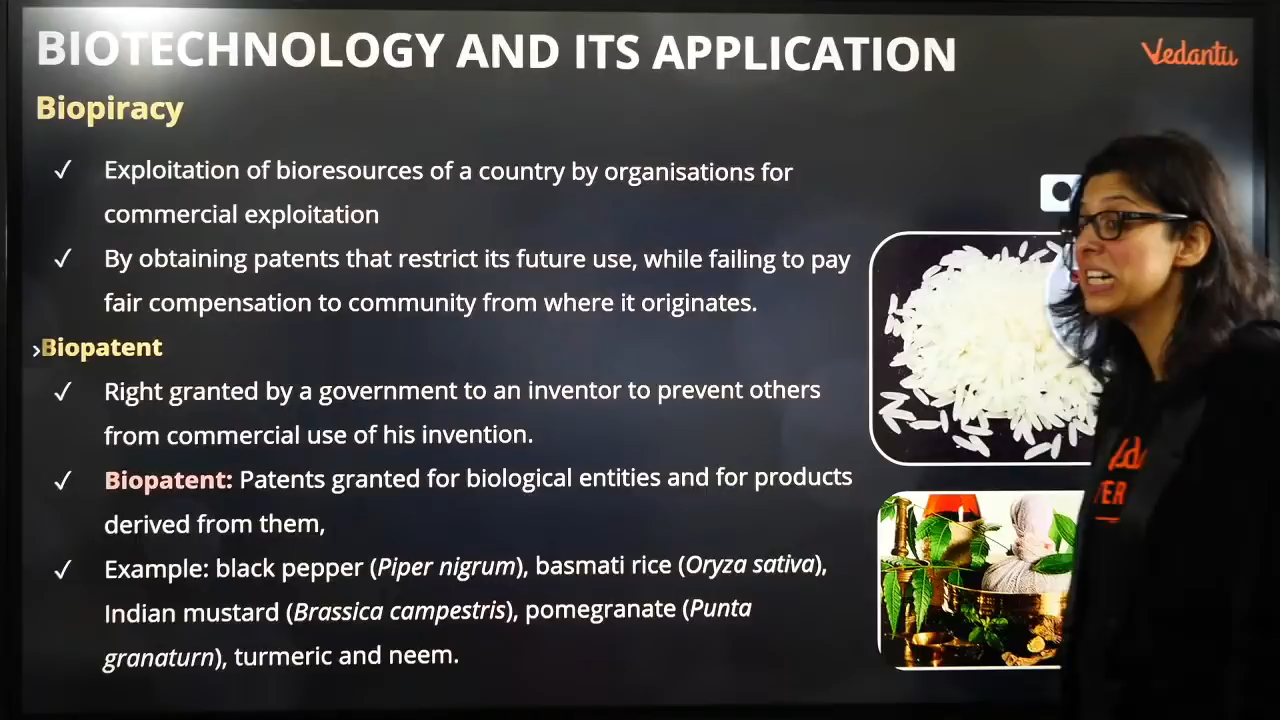 BIOTECHNOLOGY AND ITS APPLICATION
Vedantu
Biopiracy
✓ Exploitation of bioresources of a country by organisations for
commercial exploitation
✓ By obtaining patents that restrict its future use, while failing to pay
fair compensation to community from where it originates.
›Biopatent
✓ Right granted by a government to an inventor to prevent others
from commercial use of his invention.
✓ Biopatent: Patents granted for biological entities and for products
derived from them,
✓ Example: black pepper (Piper nigrum), basmati rice (Oryza sativa),
Indian mustard (Brassica campestris), pomegranate (Punta
granaturn), turmeric and neem.